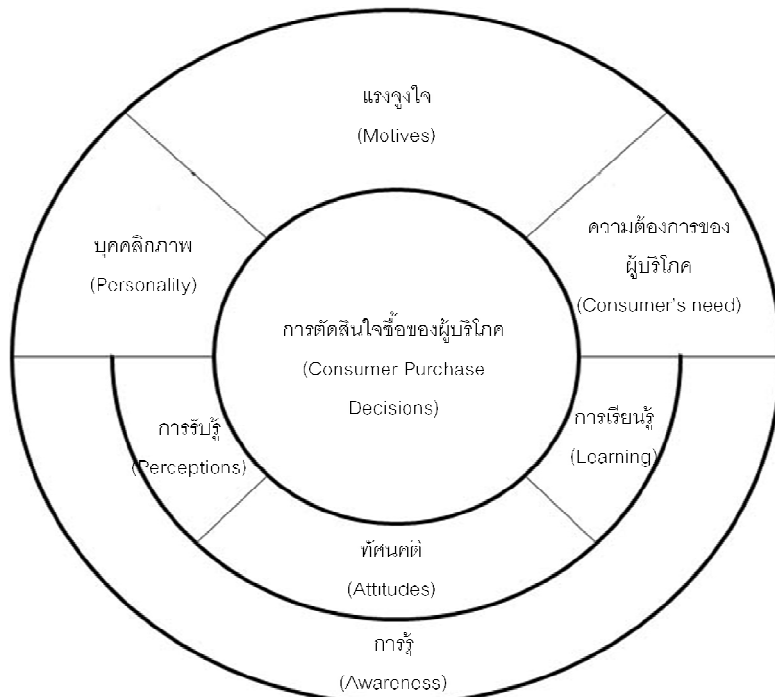 แรงจูงใจ
(Motives)
บุคคลิกภาพ
(Personality)
ความต้องการของ
ผู้บริโภค
(Consumer's need)
การตัดสินใจซื้อของผู้บริโภค
(Consumer Purchase
Decisions)
การรับรู้
(Perceptions)
การเรียนรู้
(Learning)
ทัศนคติ
(Attitudes)
การรู้
(Awareness)